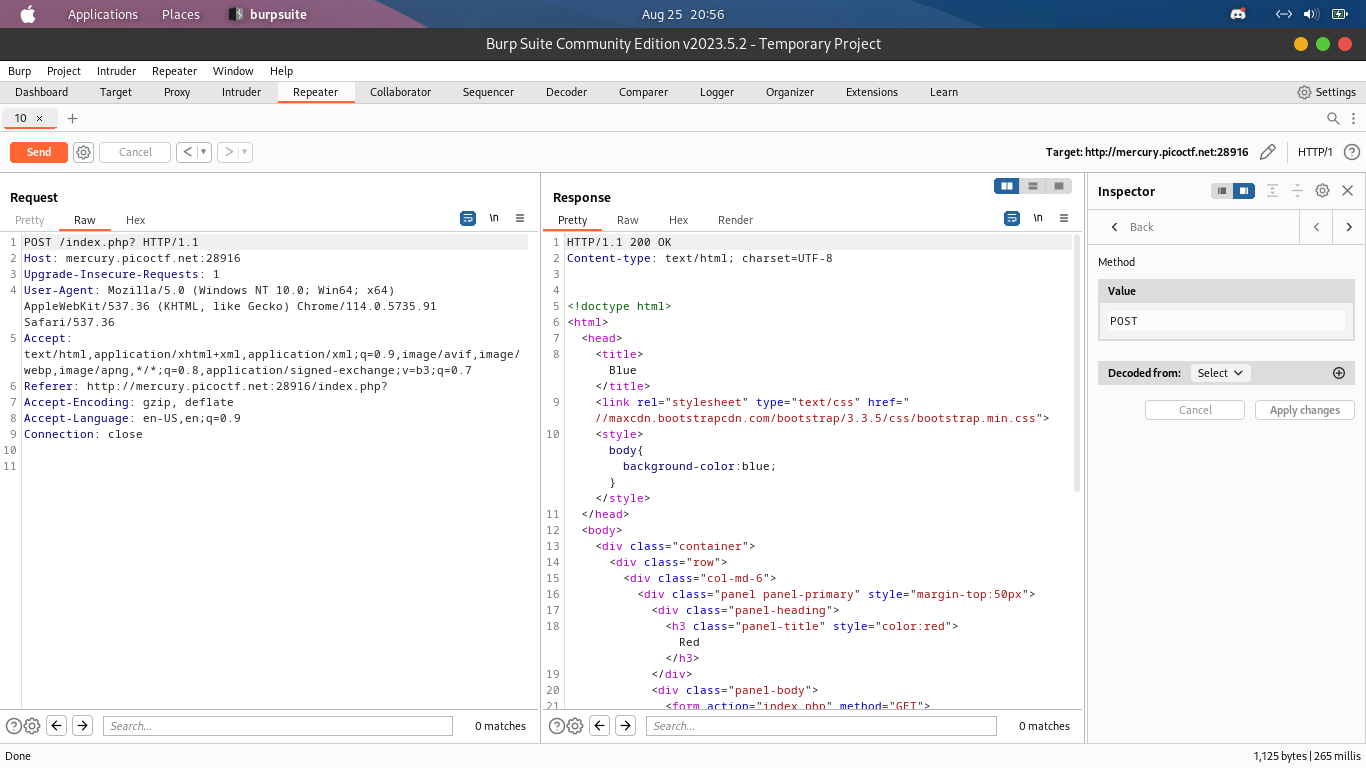 Applications Places burpsuite Aug 25 20:56
Burp Suite Community Edition v2023.5.2 - Temporary Project
Burp Project Intruder Repeater Window Help
Dashboard Target Proxy Intruder Repeater Collaborator Sequencer Decoder Comparer Logger Organizer Extensions Learn Settings
10 × +
Send Cancel < > Target: http://mercury.picoctf.net:28916 HTTP/1 ?
Request
Pretty Raw Hex \n
1 POST /index.php? HTTP/1.1
2 Host: mercury.picoctf.net:28916
3 Upgrade-Insecure-Requests: 1
4 User-Agent: Mozilla/5.0 (Windows NT 10.0; Win64; x64)
AppleWebKit/537.36 (KHTML, like Gecko) Chrome/114.0.5735.91
Safari/537.36
5 Accept:
text/html,application/xhtml+xml,application/xml;q=0.9,image/avif,image/
webp,image/apng,*/*;q=0.8,application/signed-exchange;v=b3;q=0.7
6 Referer: http://mercury.picoctf.net:28916/index.php?
7 Accept-Encoding: gzip, deflate
8 Accept-Language: en-US,en;q=0.9
9 Connection: close
10
11
Search... 0 matches
Response
Pretty Raw Hex Render \n
1 HTTP/1.1 200 OK
2 Content-type: text/html; charset=UTF-8
3
4
5 <!doctype html>
6 <html>
7 <head>
8 <title>
Blue
</title>
9 <link rel="stylesheet" type="text/css" href="
//maxcdn.bootstrapcdn.com/bootstrap/3.3.5/css/bootstrap.min.css">
10 <style>
body{
background-color:blue;
}
</style>
11 </head>
12 <body>
13 <div class="container">
14 <div class="row">
15 <div class="col-md-6">
16 <div class="panel panel-primary" style="margin-top:50px">
17 <div class="panel-heading">
18 <h3 class="panel-title" style="color:red">
Red
</h3>
19 </div>
20 <div class="panel-body">
21 <form action="index.php" method="GET">
Search... 0 matches
Inspector
Back
Method
Value
POST
Decoded from: Select
Cancel Apply changes
Done 1,125 bytes | 265 millis